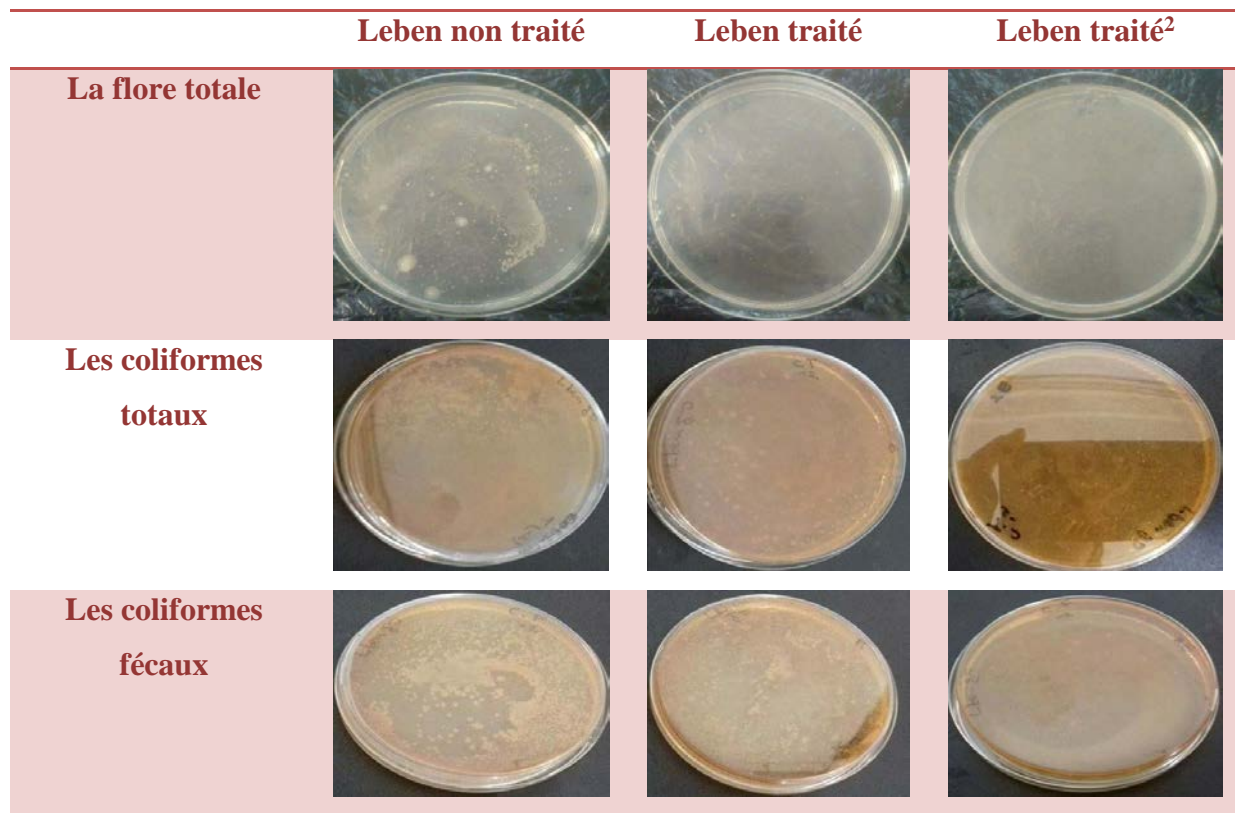 Leben non traité Leben traité Leben traité²
La flore totale
Les coliformes
totaux
Les coliformes
fécaux